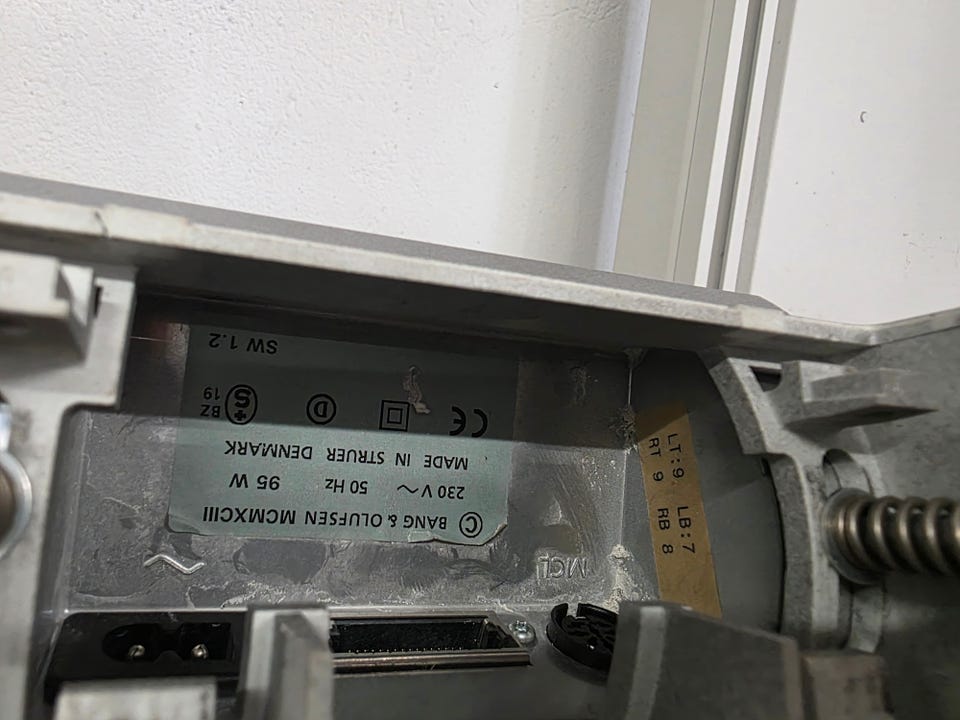 © BANG & OLUFSEN MCMXCIII
230 V ~ 50 Hz 95 W
MADE IN STRUER DENMARK
CE D +S BZ 19
SW 1.2
MCL
LT:9 LB:7
RT 9 RB 8